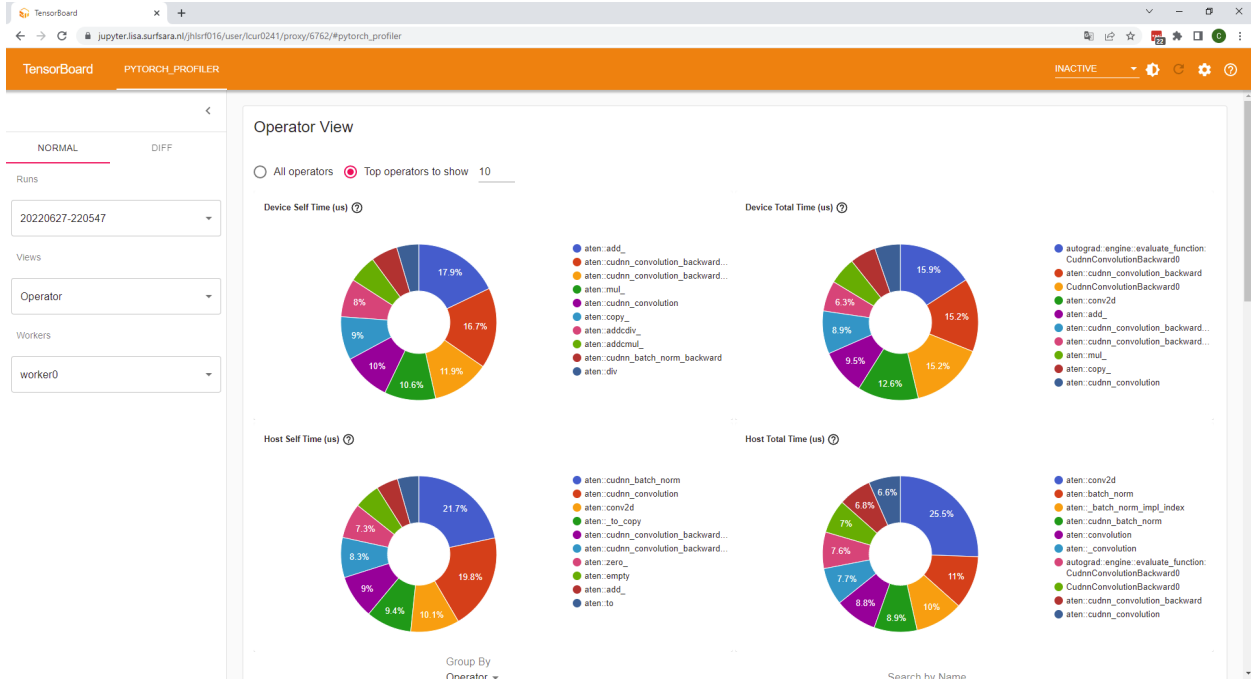 TensorBoard
jupyter.lisa.surfsara.nl/jhlsrf016/user/lcur0241/proxy/6762/#pytorch_profiler
22
C
TensorBoard
PYTORCH_PROFILER
INACTIVE
NORMAL
DIFF
Runs
20220627-220547
Views
Operator
Workers
worker0
Operator View
All operators
Top operators to show
10
Device Self Time (us)
17.9%
16.7%
11.9%
10.6%
10%
9%
8%
aten::add_
aten::cudnn_convolution_backward...
aten::cudnn_convolution_backward...
aten::mul_
aten::cudnn_convolution
aten::copy_
aten::addcdiv_
aten::addcmul_
aten::cudnn_batch_norm_backward
aten::div
Device Total Time (us)
15.9%
15.2%
15.2%
12.6%
9.5%
8.9%
6.3%
autograd::engine::evaluate_function:
CudnnConvolutionBackward0
aten::cudnn_convolution_backward
CudnnConvolutionBackward0
aten::conv2d
aten::add_
aten::cudnn_convolution_backward...
aten::cudnn_convolution_backward...
aten::mul_
aten::copy_
aten::cudnn_convolution
Host Self Time (us)
21.7%
19.8%
10.1%
9.4%
9%
8.3%
7.3%
aten::cudnn_batch_norm
aten::cudnn_convolution
aten::conv2d
aten::_to_copy
aten::cudnn_convolution_backward...
aten::cudnn_convolution_backward...
aten::zero_
aten::empty
aten::add_
aten::to
Host Total Time (us)
25.5%
11%
10%
8.9%
8.8%
7.7%
7.6%
7%
6.8%
6.6%
aten::conv2d
aten::batch_norm
aten::_batch_norm_impl_index
aten::cudnn_batch_norm
aten::convolution
aten::_convolution
autograd::engine::evaluate_function:
CudnnConvolutionBackward0
CudnnConvolutionBackward0
aten::cudnn_convolution_backward
aten::cudnn_convolution
Group By
Operator
Search by Name